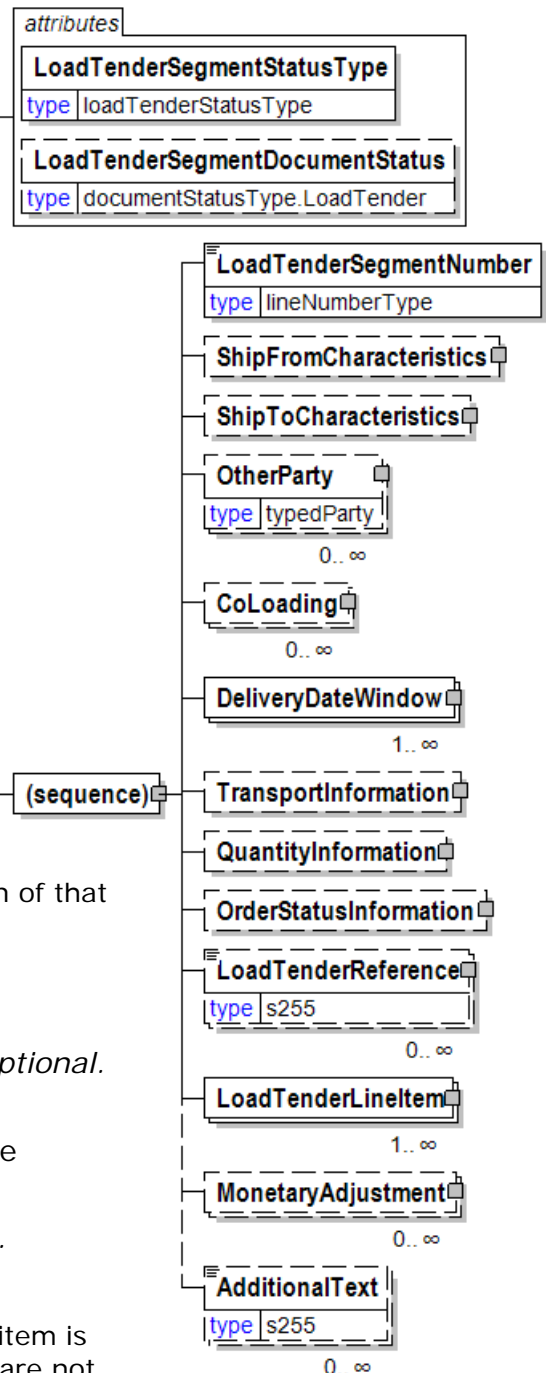 attributes
LoadTenderSegmentStatusType
type loadTenderStatusType
LoadTenderSegmentDocumentStatus
type documentStatusType.LoadTender
LoadTenderSegmentNumber
type lineNumberType
ShipFromCharacteristics
ShipToCharacteristics
OtherParty
type typedParty
0.. ∞
CoLoading
0.. ∞
DeliveryDateWindow
1.. ∞
(sequence)
TransportInformation
QuantityInformation
n of that
OrderStatusInformation
LoadTenderReference
type s255
0.. ∞
ptional.
LoadTenderLineItem
1.. ∞
e
MonetaryAdjustment
0.. ∞
.
AdditionalText
type s255
item is
0.. ∞
are not